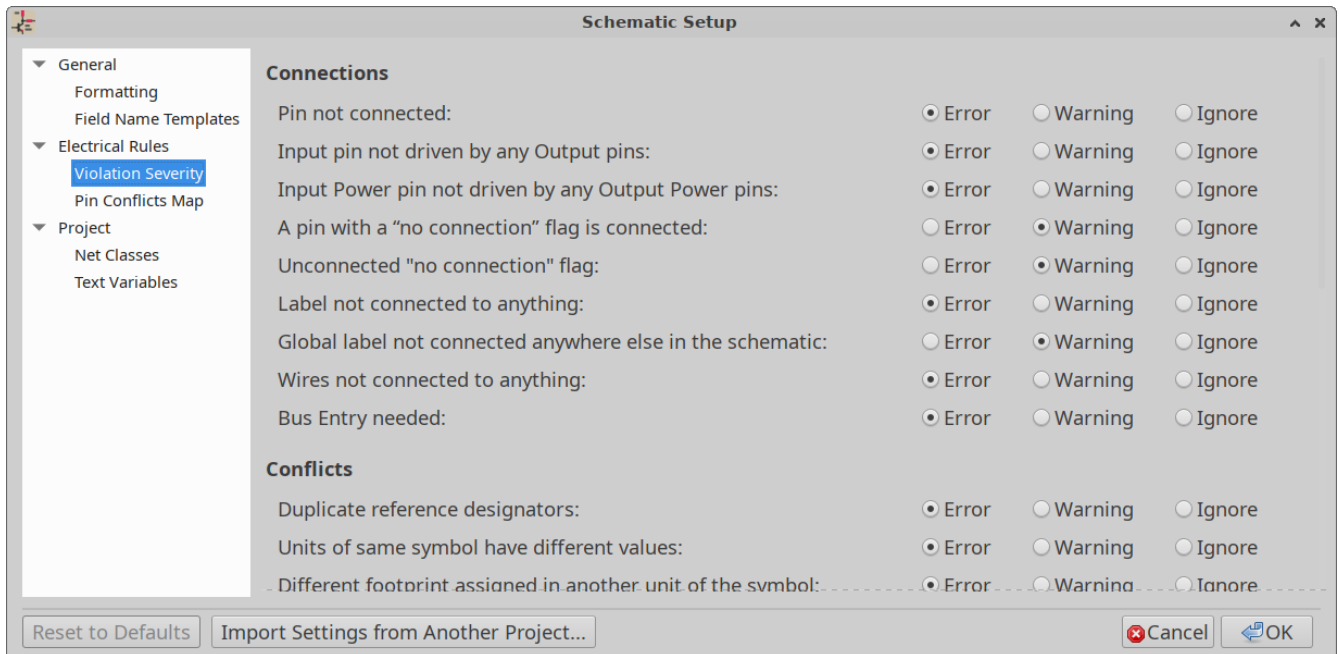 Schematic Setup
General
Formatting
Field Name Templates
Electrical Rules
Violation Severity
Pin Conflicts Map
Project
Net Classes
Text Variables
Connections
Pin not connected: Error Warning Ignore
Input pin not driven by any Output pins: Error Warning Ignore
Input Power pin not driven by any Output Power pins: Error Warning Ignore
A pin with a “no connection” flag is connected: Error Warning Ignore
Unconnected "no connection" flag: Error Warning Ignore
Label not connected to anything: Error Warning Ignore
Global label not connected anywhere else in the schematic: Error Warning Ignore
Wires not connected to anything: Error Warning Ignore
Bus Entry needed: Error Warning Ignore
Conflicts
Duplicate reference designators: Error Warning Ignore
Units of same symbol have different values: Error Warning Ignore
Different footprint assigned in another unit of the symbol: Error Warning Ignore
Reset to Defaults Import Settings from Another Project... Cancel OK